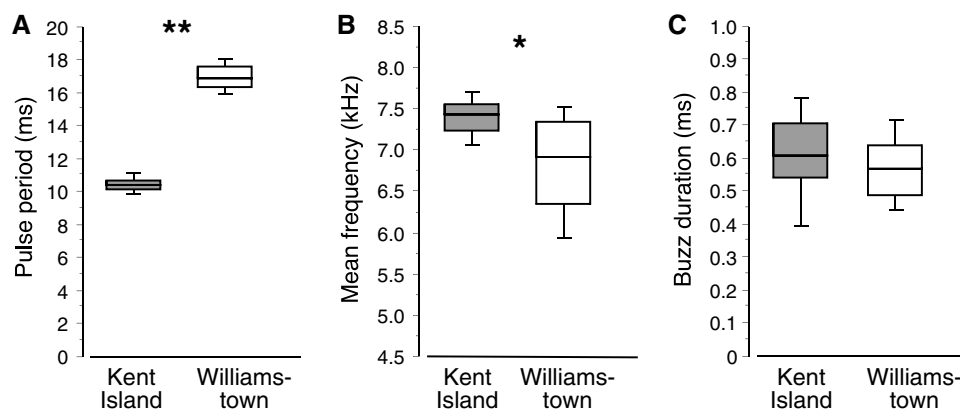 A
**
Pulse period (ms)
20
18
16
14
12
10
8
6
4
2
0
Kent
Island
Williams-
town
B
*
Mean frequency (kHz)
8.5
8.0
7.5
7.0
6.5
6.0
5.5
5.0
4.5
Kent
Island
Williams-
town
C
Buzz duration (ms)
1.0
0.9
0.8
0.7
0.6
0.5
0.4
0.3
0.2
0.1
0
Kent
Island
Williams-
town